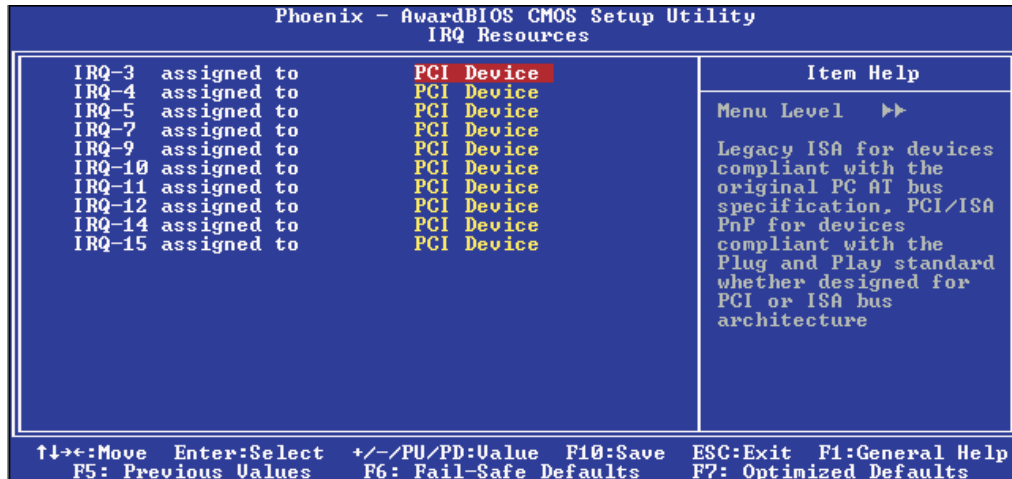 Phoenix - AwardBIOS CMOS Setup Utility
IRQ Resources
IRQ-3 assigned to PCI Device
IRQ-4 assigned to PCI Device
IRQ-5 assigned to PCI Device
IRQ-7 assigned to PCI Device
IRQ-9 assigned to PCI Device
IRQ-10 assigned to PCI Device
IRQ-11 assigned to PCI Device
IRQ-12 assigned to PCI Device
IRQ-14 assigned to PCI Device
IRQ-15 assigned to PCI Device
Item Help
Menu Level ▶▶
Legacy ISA for devices
compliant with the
original PC AT bus
specification, PCI/ISA
PnP for devices
compliant with the
Plug and Play standard
whether designed for
PCI or ISA bus
architecture
↑↓→←:Move Enter:Select +/-/PU/PD:Value F10:Save ESC:Exit F1:General Help
F5: Previous Values F6: Fail-Safe Defaults F7: Optimized Defaults